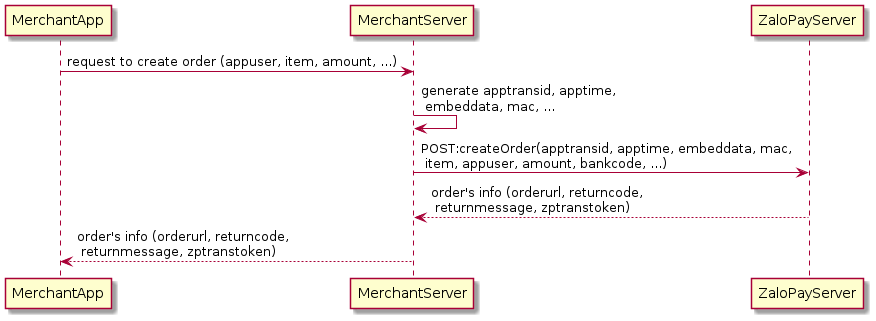 MerchantApp
MerchantServer
ZaloPayServer
request to create order (appuser, item, amount, ...)
generate apptransid, apptime,
embeddata, mac, ...
POST:createOrder(apptransid, apptime, embeddata, mac,
item, appuser, amount, bankcode, ...)
order's info (orderurl, returncode,
returnmessage, zptranstoken)
order's info (orderurl, returncode,
returnmessage, zptranstoken)
MerchantApp
MerchantServer
ZaloPayServer